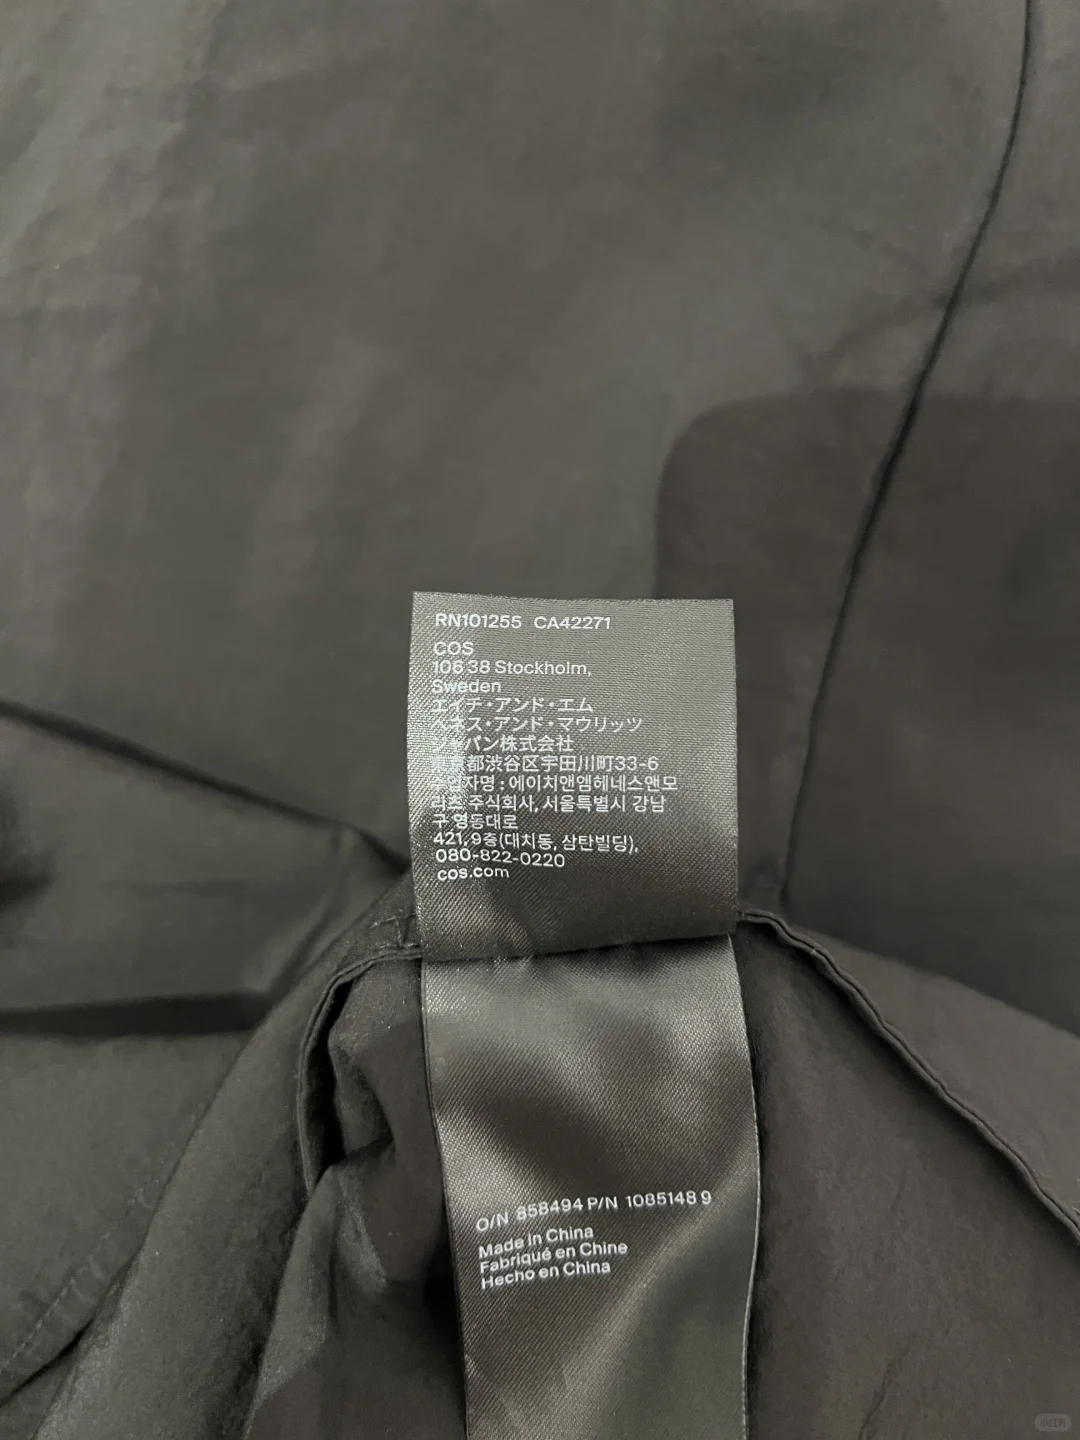 RN101255 CA42271
COS
106 38 Stockholm,
Sweden
エイチ・アンド・エム
ヘネス・アンド・マウリッツ
ジャパン株式会社
東京都渋谷区宇田川町33-6
수입자명 : 에이치앤엠헤네스앤모
리츠 주식회사, 서울특별시 강남
구 영동대로
421, 9층(대치동, 삼탄빌딩),
080-822-0220
cos.com
O/N 858494 P/N 1085148 9
Made in China
Fabriqué en Chine
Hecho en China
小红书